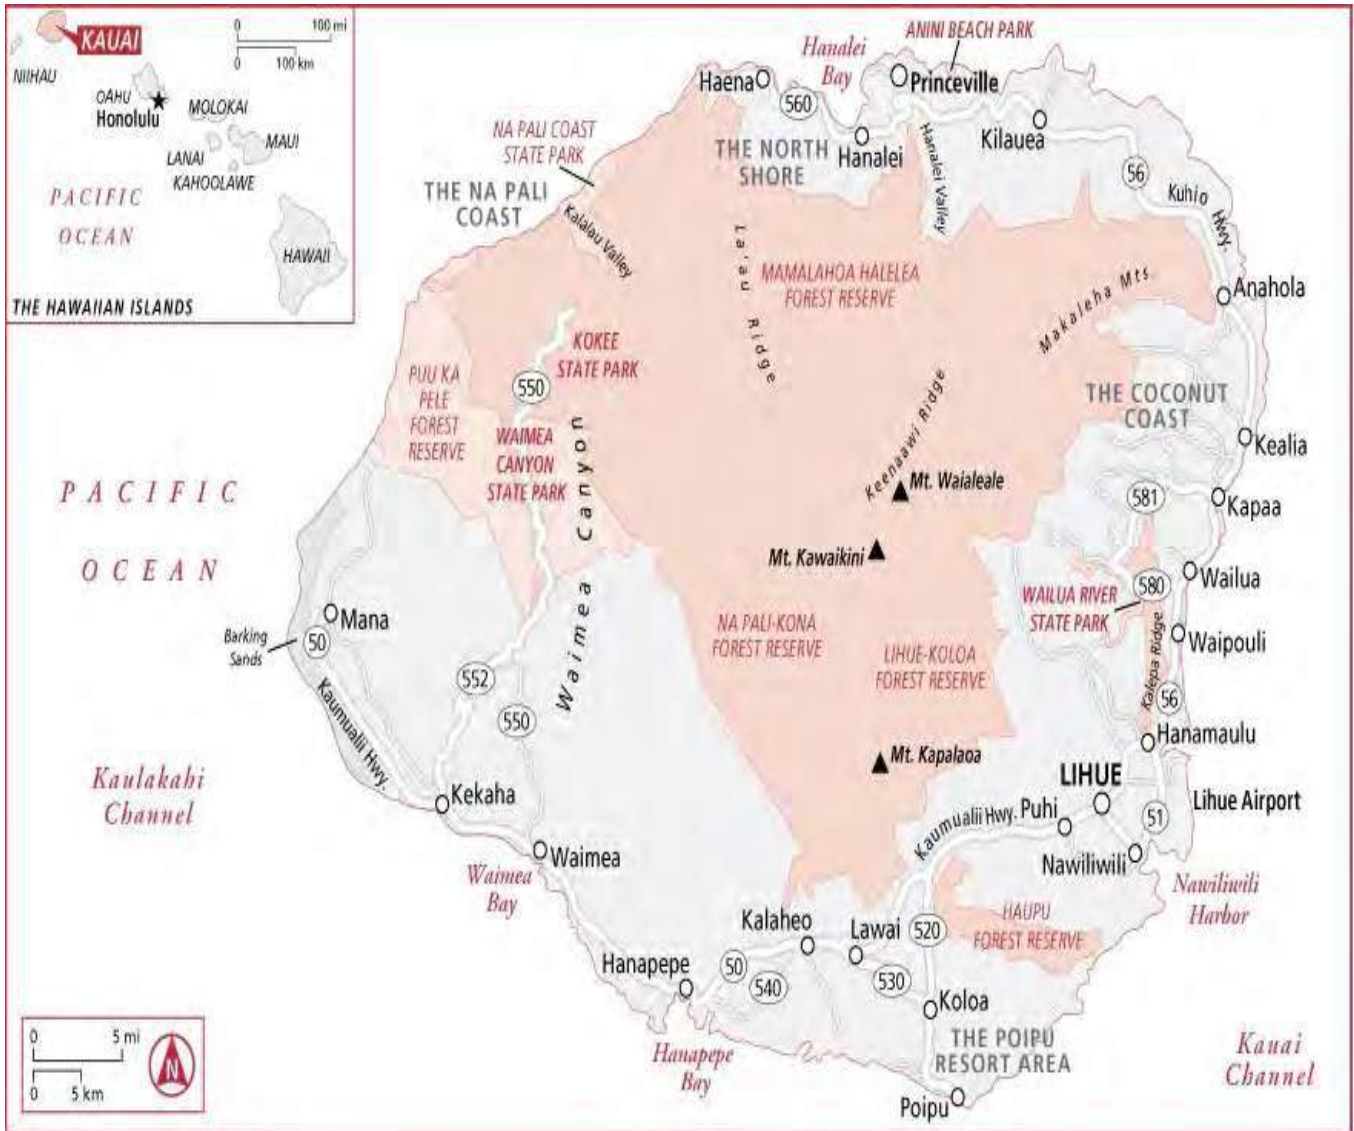 KAUAI
0 100 mi
0 100 km
NIIHAU
OAHU
Honolulu
MOLOKAI
LANAI
MAUI
KAHOOLAWE
PACIFIC
OCEAN
HAWAII
THE HAWAIIAN ISLANDS
Hanalei
Bay
ANINI BEACH PARK
Haena
560
Princeville
Hanalei
Kilauea
NA PALI COAST
STATE PARK
THE NA PALI
COAST
THE NORTH
SHORE
Hanalei Valley
56
Kuhio Hwy.
Kalalau Valley
La'au Ridge
MAMALAHOA HALELEA
FOREST RESERVE
Makaleha Mts.
Anahola
KOKEE
STATE PARK
550
PUU KA
PELE
FOREST
RESERVE
WAIMEA
CANYON
STATE PARK
Waimea Canyon
Keenaawi Ridge
THE COCONUT
COAST
Kealia
Mt. Waialeale
581
Kapaa
PACIFIC
OCEAN
Mt. Kawaikini
580
Wailua
WAILUA RIVER
STATE PARK
Mana
Barking
Sands
50
NA PALI-KONA
FOREST RESERVE
LIHUE-KOLOA
FOREST RESERVE
Kalepa Ridge
Waipouli
552
550
56
Kaumualii Hwy.
Hanamaulu
Mt. Kapalaoa
Kaulakahi
Channel
Kekaha
LIHUE
Kaumualii Hwy.
Puhi
51
Lihue Airport
Waimea
Nawiliwili
Waimea
Bay
Nawiliwili
Harbor
Kalaheo
Lawai
520
HAUPU
FOREST RESERVE
Hanapepe
50
540
530
Koloa
Hanapepe
Bay
THE POIPU
RESORT AREA
Kauai
Channel
Poipu
0 5 mi
0 5 km
N